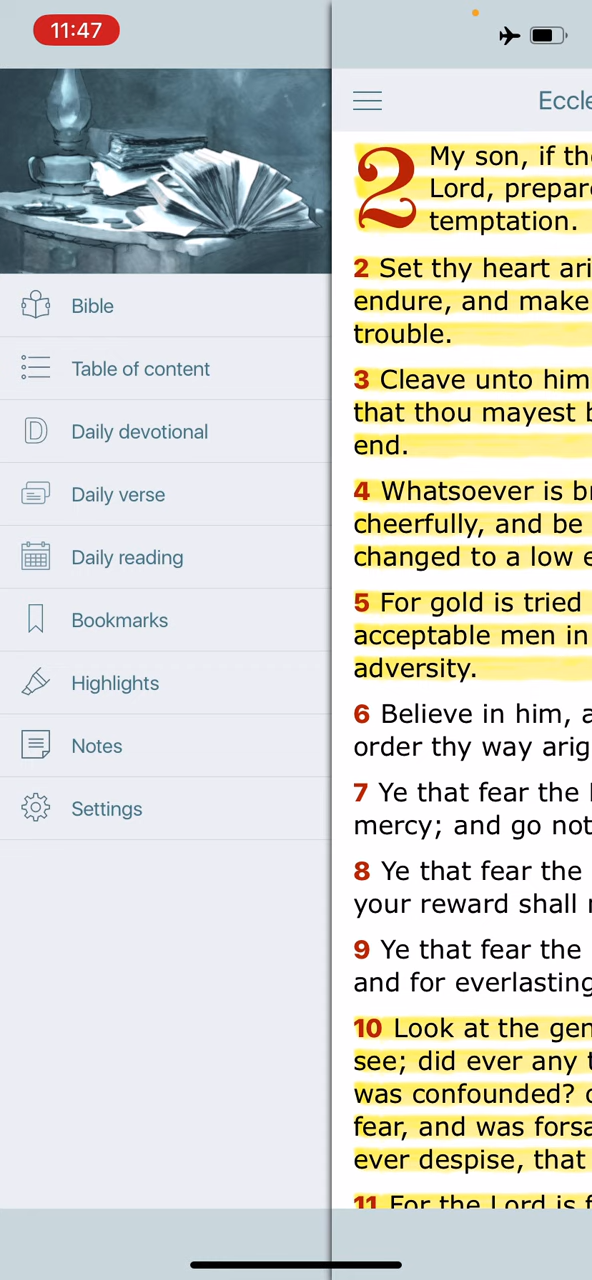 11:47
Bible
Table of content
Daily devotional
Daily verse
Daily reading
Bookmarks
Highlights
Notes
Settings
Eccle
2 My son, if the
Lord, prepar
temptation.
2 Set thy heart ari
endure, and make
trouble.
3 Cleave unto him
that thou mayest b
end.
4 Whatsoever is br
cheerfully, and be
changed to a low e
5 For gold is tried
acceptable men in
adversity.
6 Believe in him, a
order thy way arig
7 Ye that fear the
mercy; and go not
8 Ye that fear the
your reward shall
9 Ye that fear the
and for everlasting
10 Look at the gen
see; did ever any t
was confounded? o
fear, and was forsa
ever despise, that
11 For the Lord is f